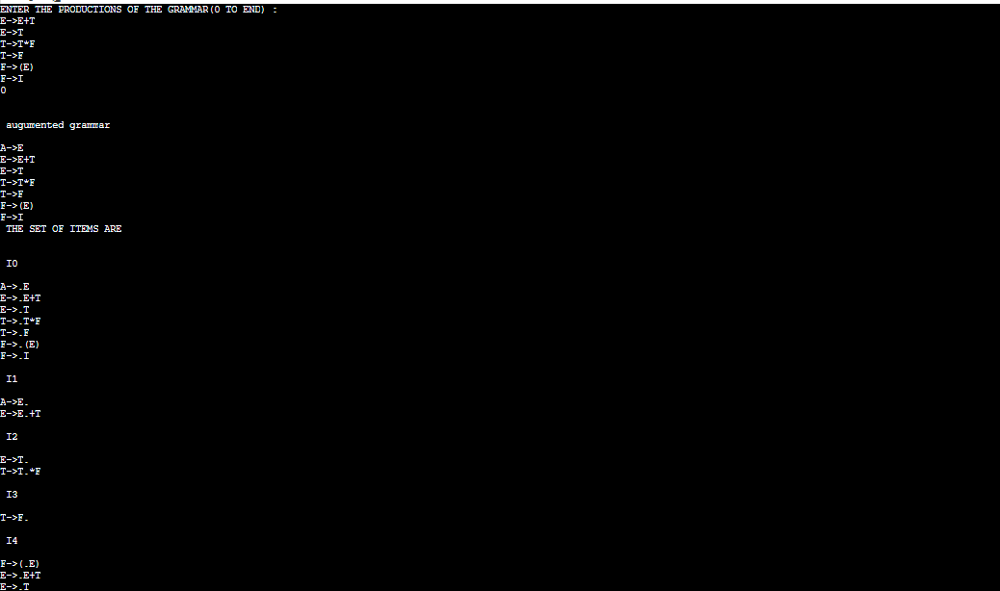 ENTER THE PRODUCTIONS OF THE GRAMMAR(0 TO END) :
E->E+T
E->T
T->T*F
T->F
F->(E)
F->I
0
augumented grammar
A->E
E->E+T
E->T
T->T*F
T->F
F->(E)
F->I
THE SET OF ITEMS ARE
I0
A->.E
E->.E+T
E->.T
T->.T*F
T->.F
F->.(E)
F->.I
I1
A->E.
E->E.+T
I2
E->T.
T->T.*F
I3
T->F.
I4
F->(.E)
E->.E+T
E->.T